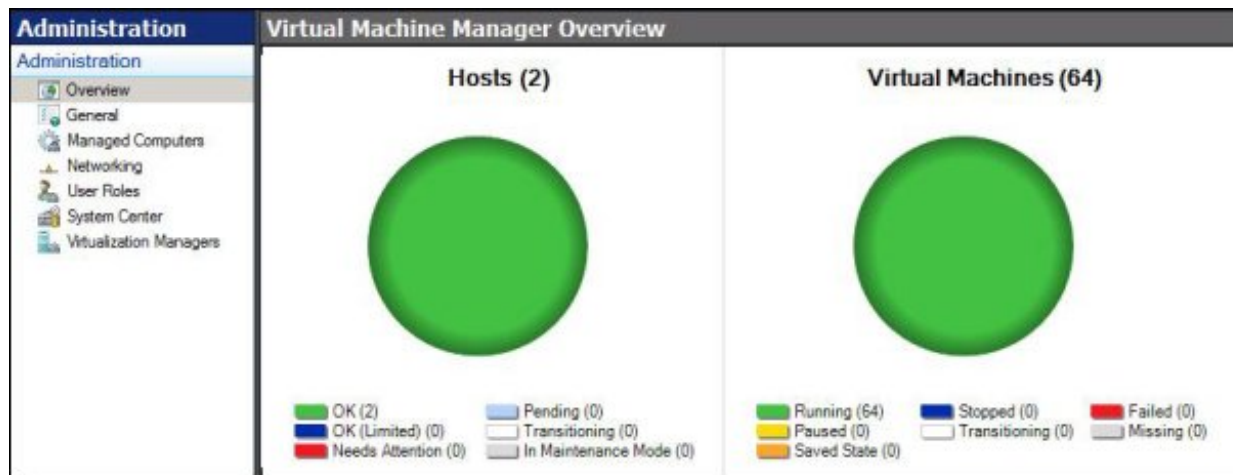 Administration
Administration
Overview
General
Managed Computers
Networking
User Roles
System Center
Virtualization Managers
Virtual Machine Manager Overview
Hosts (2)
OK (2)
OK (Limited) (0)
Needs Attention (0)
Pending (0)
Transitioning (0)
In Maintenance Mode (0)
Virtual Machines (64)
Running (64)
Paused (0)
Saved State (0)
Stopped (0)
Transitioning (0)
Failed (0)
Missing (0)